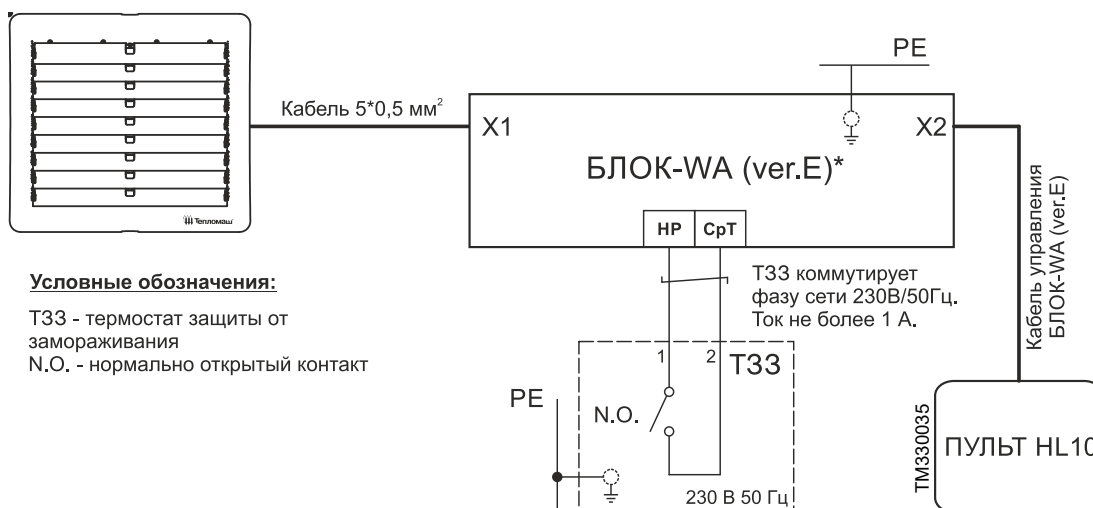 PE
Кабель 5*0,5 мм²
X1
X2
БЛОК-WA (ver.E)*
НР
СрТ
Тепломаш
Условные обозначения:
ТЗЗ - термостат защиты от
замораживания
N.O. - нормально открытый контакт
ТЗЗ коммутирует
фазу сети 230В/50Гц.
Ток не более 1 А.
Кабель управления
БЛОК-WA (ver.E)
1
2
ТЗЗ
PE
N.O.
230 В 50 Гц
TM330035
ПУЛЬТ HL10